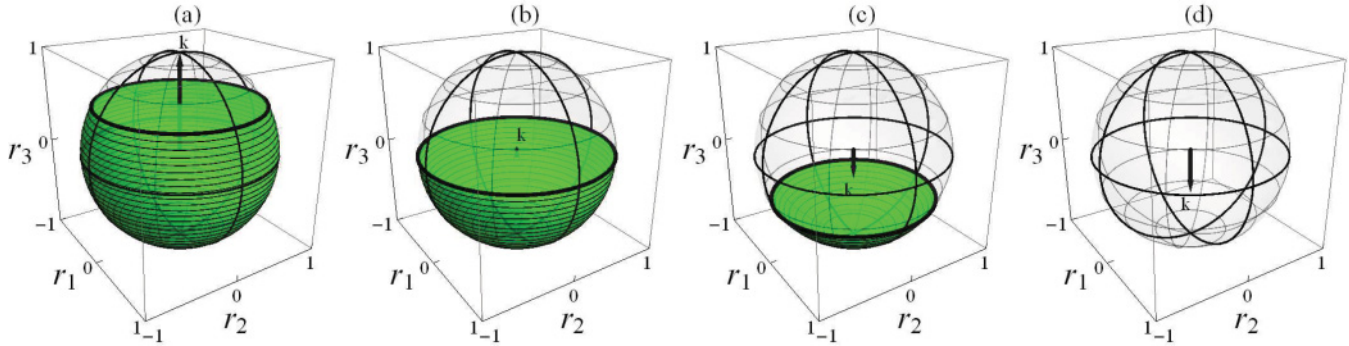 (a) (b) (c) (d)
1 1 1 1
k
k
r3 0 r3 0 r3 0 r3 0
k
k
-1 1 -1 1 -1 1 -1 1
r1 0 0 r1 0 0 r1 0 0 r1 0 0
1 -1 r2 1 -1 r2 1 -1 r2 1 -1 r2